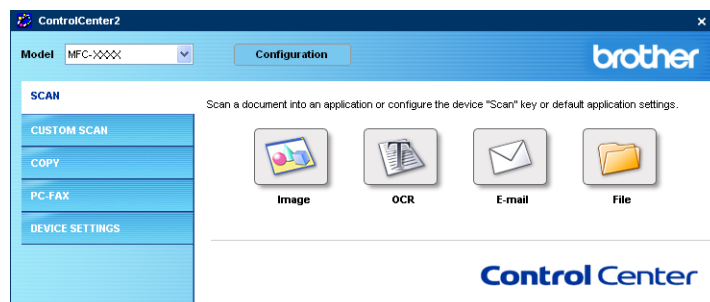 ControlCenter2
Model MFC-XXXX Configuration brother
SCAN
Scan a document into an application or configure the device "Scan" key or default application settings.
CUSTOM SCAN
COPY
PC-FAX
DEVICE SETTINGS
Image OCR E-mail File
Control Center